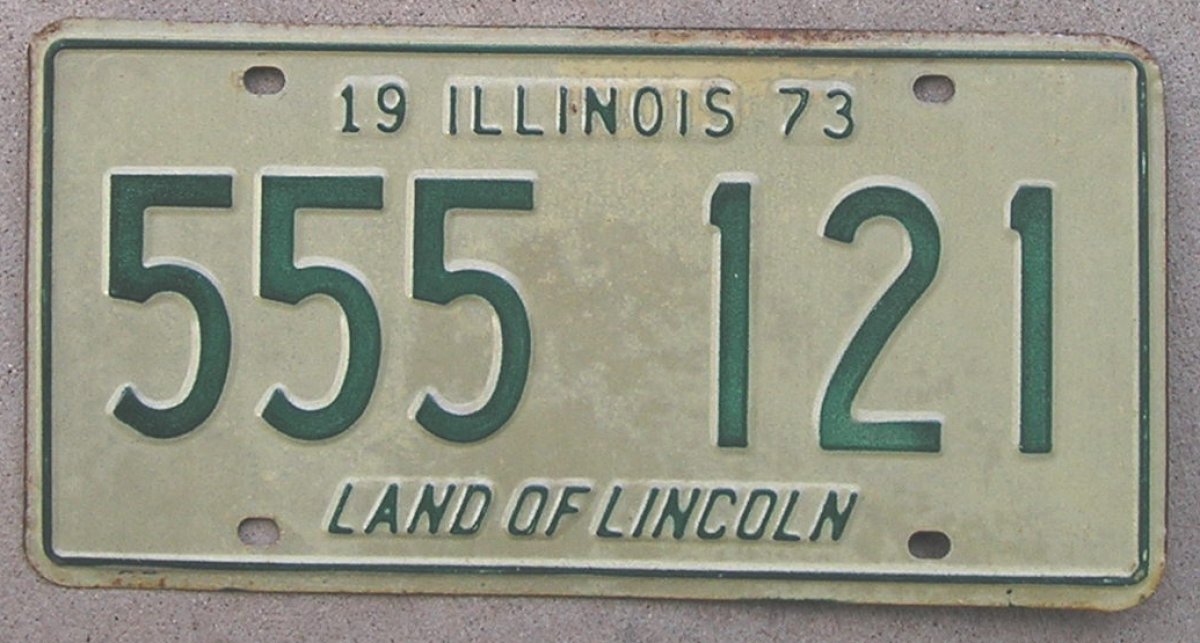 19 ILLINOIS 73
555 121
LAND OF LINCOLN